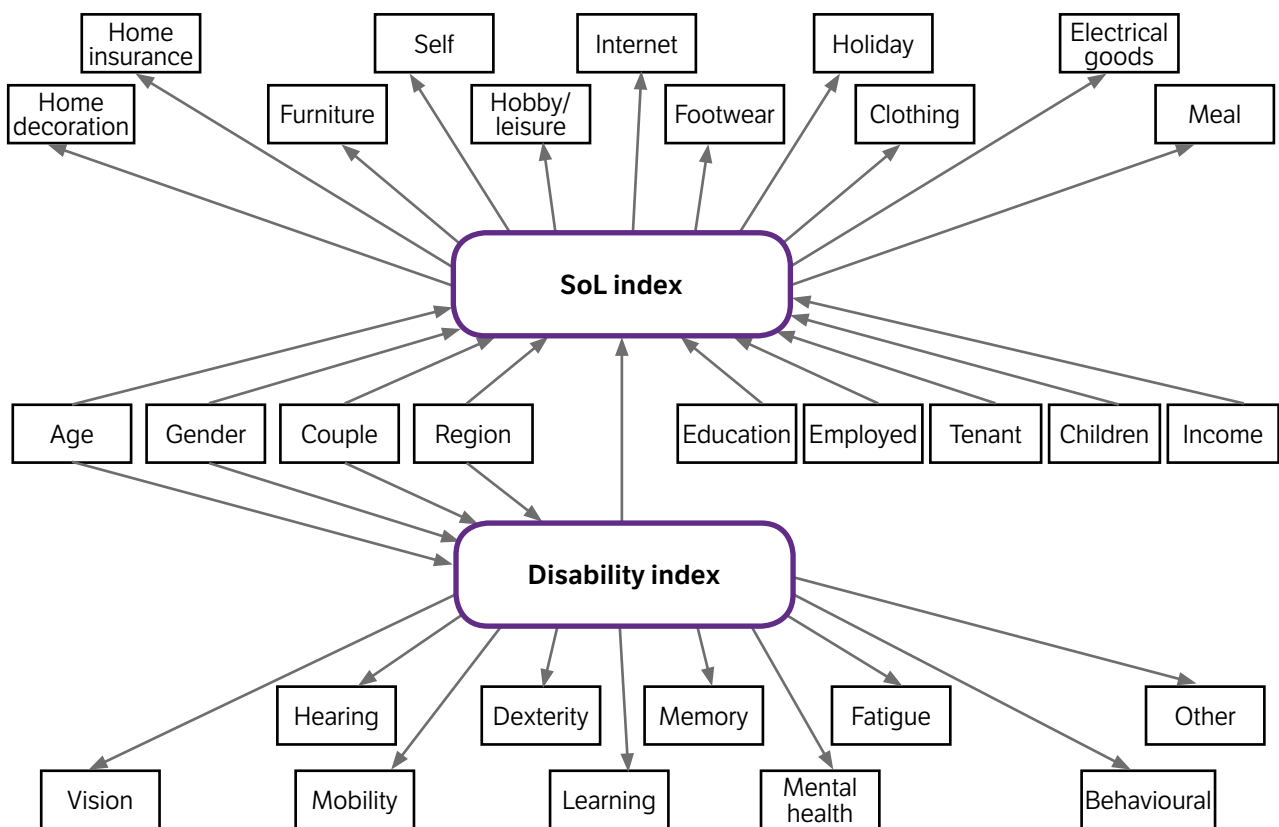 Home
insurance
Self
Internet
Holiday
Electrical
goods
Home
decoration
Furniture
Hobby/
leisure
Footwear
Clothing
Meal
SoL index
Age
Gender
Couple
Region
Education
Employed
Tenant
Children
Income
Disability index
Hearing
Dexterity
Memory
Fatigue
Other
Vision
Mobility
Learning
Mental
health
Behavioural